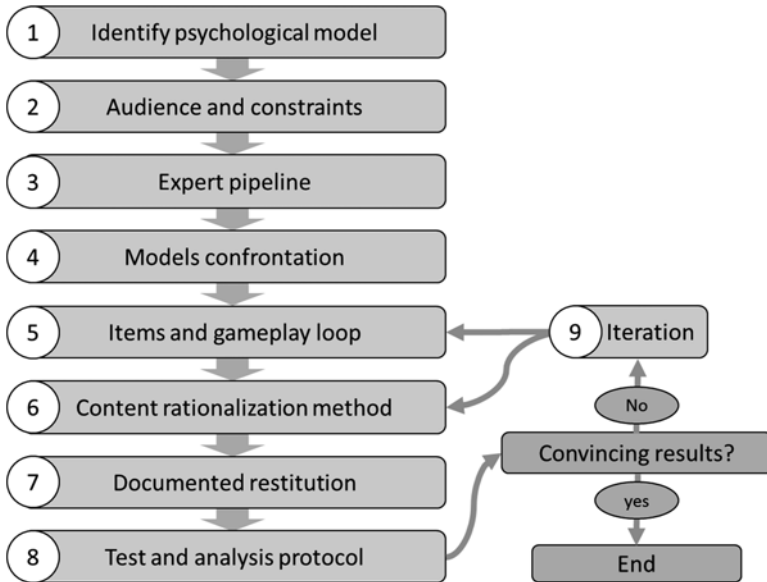 1 Identify psychological model
2 Audience and constraints
3 Expert pipeline
4 Models confrontation
5 Items and gameplay loop
9 Iteration
6 Content rationalization method
No
Convincing results?
7 Documented restitution
yes
8 Test and analysis protocol
End